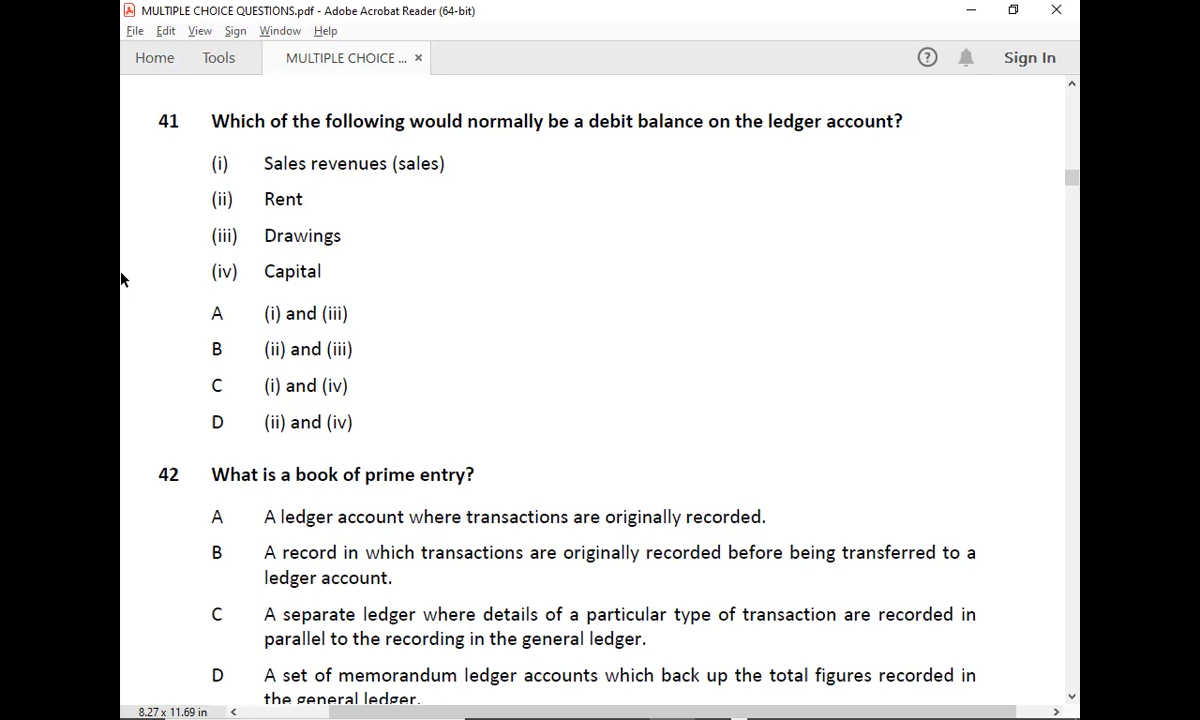 MULTIPLE CHOICE QUESTIONS.pdf - Adobe Acrobat Reader (64-bit)
File Edit View Sign Window Help
Home Tools MULTIPLE CHOICE ... × ? Sign In
41 Which of the following would normally be a debit balance on the ledger account?
(i) Sales revenues (sales)
(ii) Rent
(iii) Drawings
(iv) Capital
A (i) and (iii)
B (ii) and (iii)
C (i) and (iv)
D (ii) and (iv)
42 What is a book of prime entry?
A A ledger account where transactions are originally recorded.
B A record in which transactions are originally recorded before being transferred to a
ledger account.
C A separate ledger where details of a particular type of transaction are recorded in
parallel to the recording in the general ledger.
D A set of memorandum ledger accounts which back up the total figures recorded in
the general ledger.
8.27 x 11.69 in